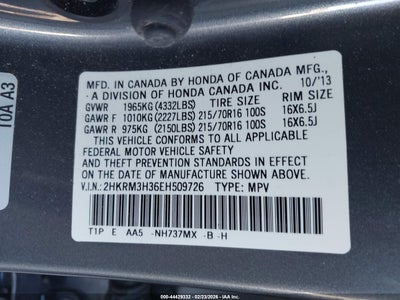 MFD. IN CANADA BY HONDA OF CANADA MFG.,
-A DIVISION OF HONDA CANADA INC. 10/'13
GVWR 1965KG (4332LBS) TIRE SIZE RIM SIZE
GAWR F 1010KG (2227LBS) 215/70R16 100S 16X6.5J
GAWR R 975KG (2150LBS) 215/70R16 100S 16X6.5J
THIS VEHICLE CONFORMS TO ALL APPLICABLE
FEDERAL MOTOR VEHICLE SAFETY AND
THEFT PREVENTION STANDARDS IN EFFECT ON
THE DATE OF MANUFACTURE SHOWN ABOVE.
V.I.N.: 2HKRM3H36EH509726 TYPE: MPV
T1P E AA5 -NH737MX -B -H
T0A A3
ID: 44429332 - 02/23/2026 - IAA, Inc.